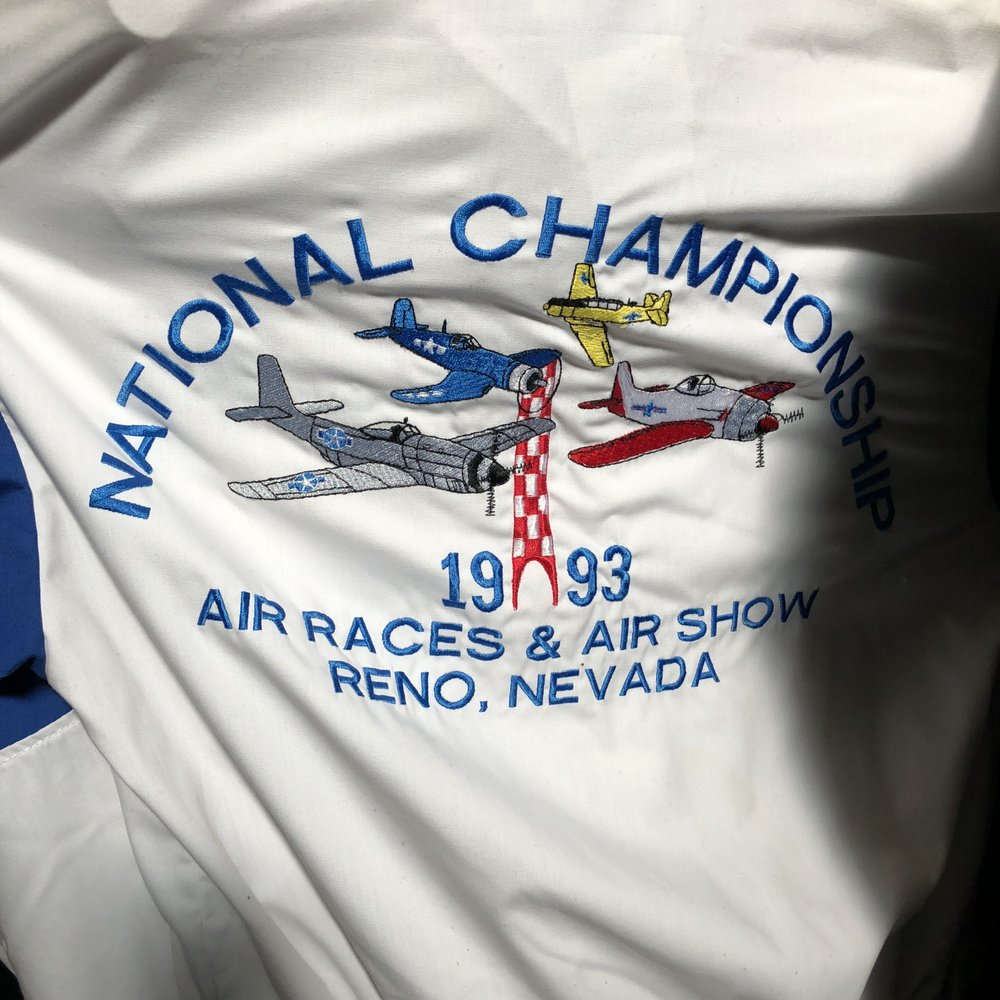 NATIONAL CHAMPIONSHIP
1993
AIR RACES & AIR SHOW
RENO, NEVADA